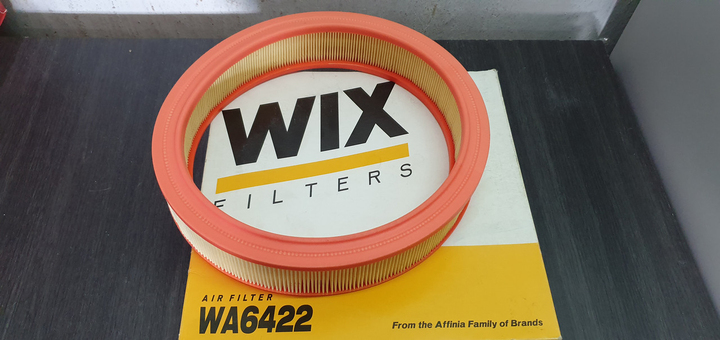 WIX
FILTERS
AIR FILTER
WA6422
From the Affinia Family of Brands